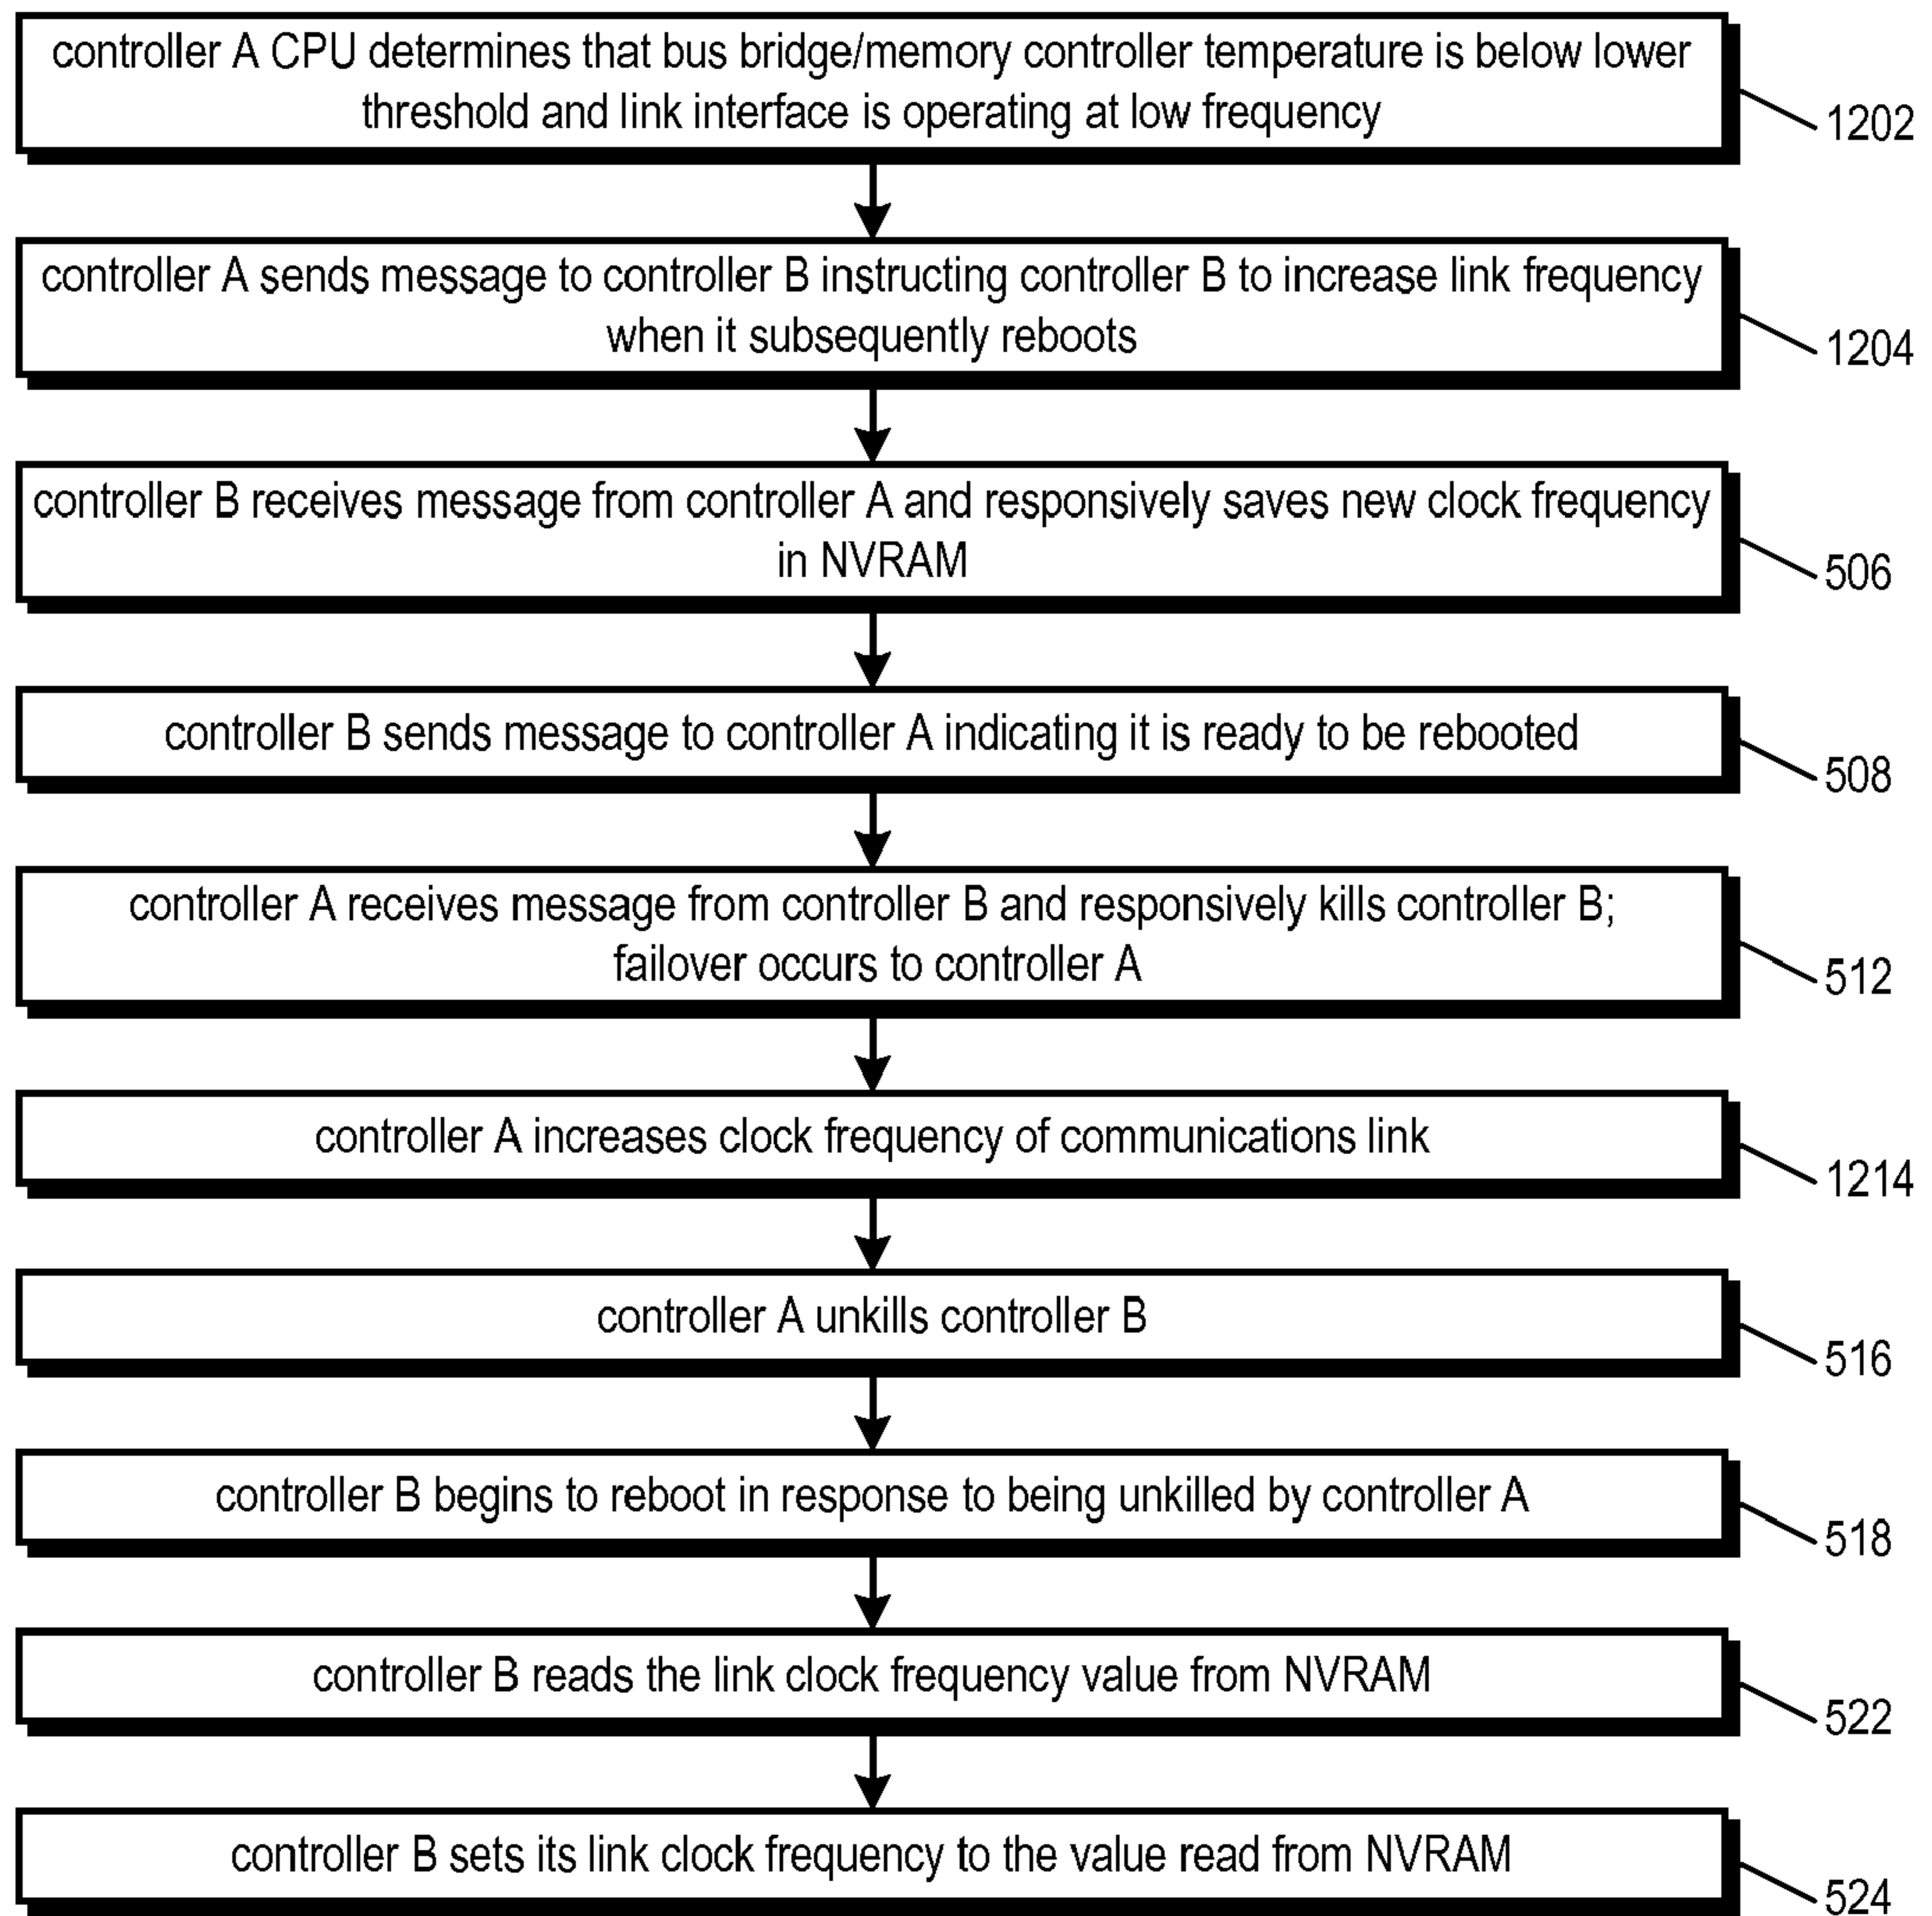 controller A CPU determines that bus bridge/memory controller temperature is below lower
threshold and link interface is operating at low frequency
1202
controller A sends message to controller B instructing controller B to increase link frequency
when it subsequently reboots
1204
controller B receives message from controller A and responsively saves new clock frequency
in NVRAM
506
controller B sends message to controller A indicating it is ready to be rebooted
508
controller A receives message from controller B and responsively kills controller B;
failover occurs to controller A
512
controller A increases clock frequency of communications link
1214
controller A unkills controller B
516
controller B begins to reboot in response to being unkilled by controller A
518
controller B reads the link clock frequency value from NVRAM
522
controller B sets its link clock frequency to the value read from NVRAM
524